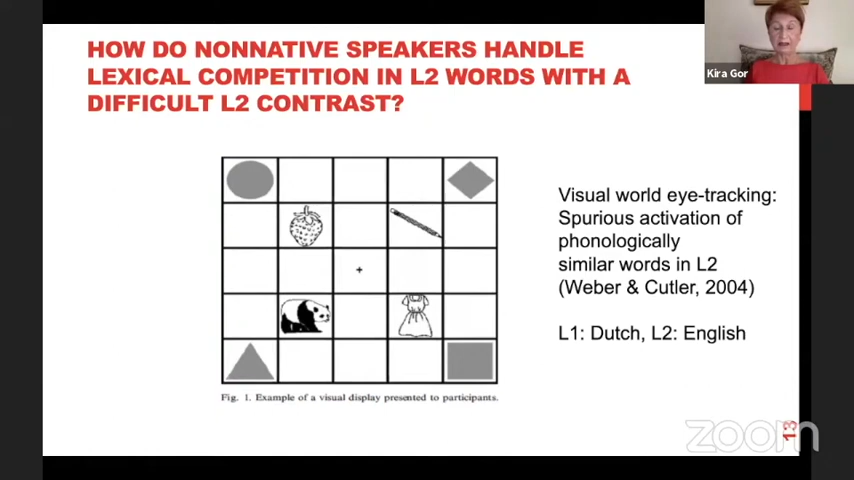 HOW DO NONNATIVE SPEAKERS HANDLE
LEXICAL COMPETITION IN L2 WORDS WITH A
DIFFICULT L2 CONTRAST?
Kira Gor
Visual world eye-tracking:
Spurious activation of
phonologically
similar words in L2
(Weber & Cutler, 2004)
L1: Dutch, L2: English
Fig. 1. Example of a visual display presented to participants.
13
zoom